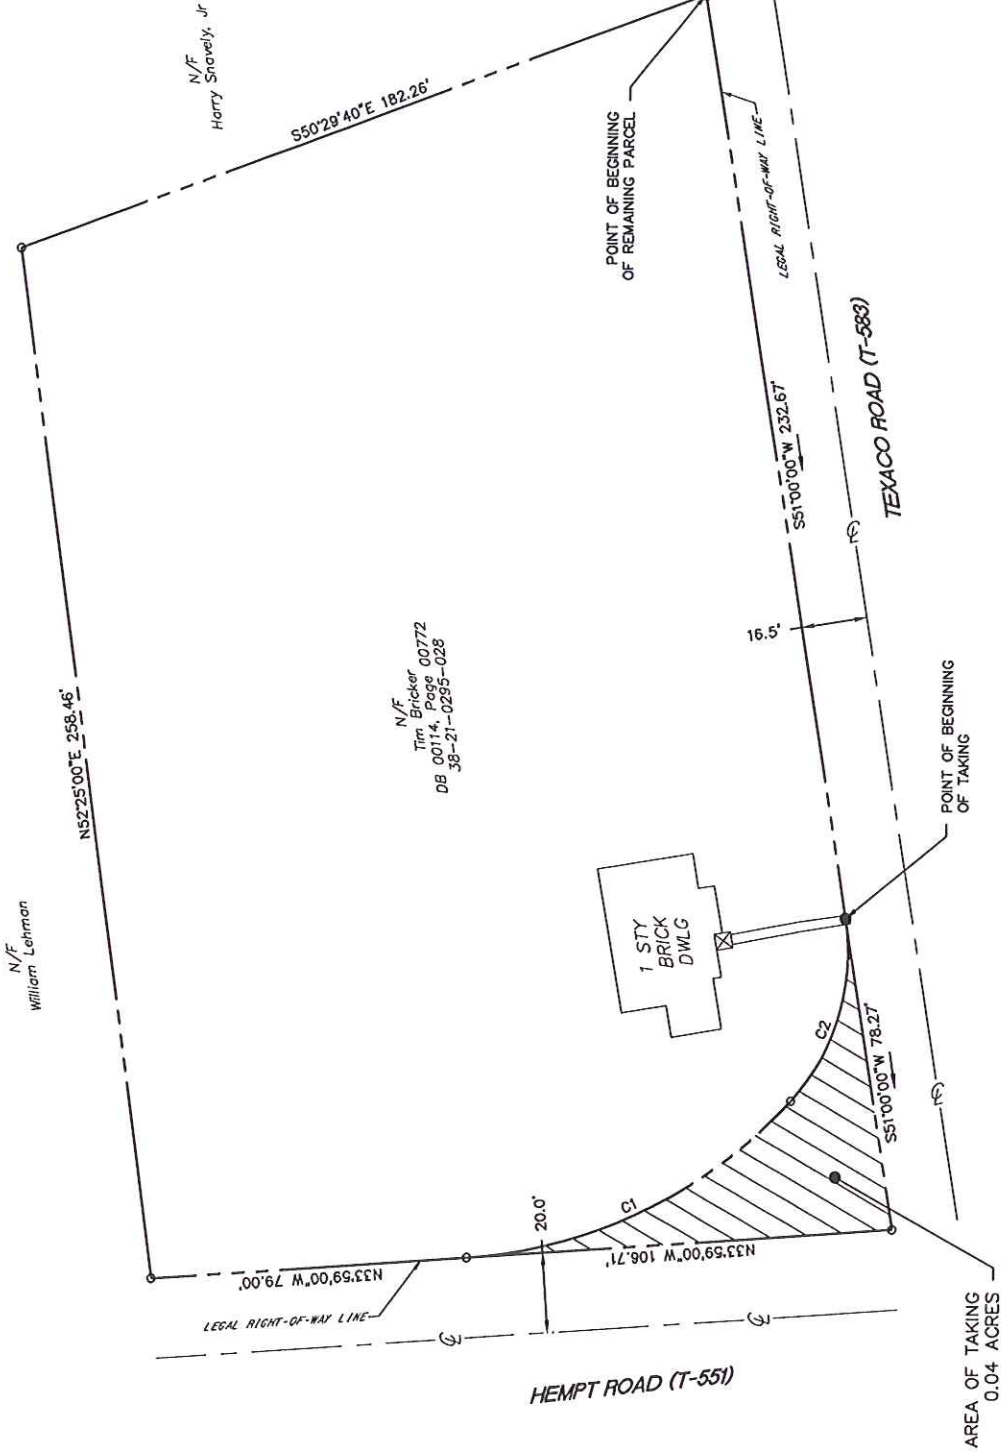 N/F
Harry Snavely, Jr
S50°29'40"E 182.26'
POINT OF BEGINNING
OF REMAINING PARCEL
LEGAL RIGHT-OF-WAY LINE
N52°25'00"E 258.46'
N/F
William Lehman
N/F
Tim Bricker
DB 00114, Page 00772
38-21-0295-028
S51°00'00"W 232.67'
TEXACO ROAD (T-583)
16.5'
POINT OF BEGINNING
OF TAKING
1 STY
BRICK
DWLG
C2
S51°00'00"W 78.27'
C1
20.0'
N33°59'00"W 106.71'
N33°59'00"W 79.00'
LEGAL RIGHT-OF-WAY LINE
HEMPT ROAD (T-551)
AREA OF TAKING
0.04 ACRES